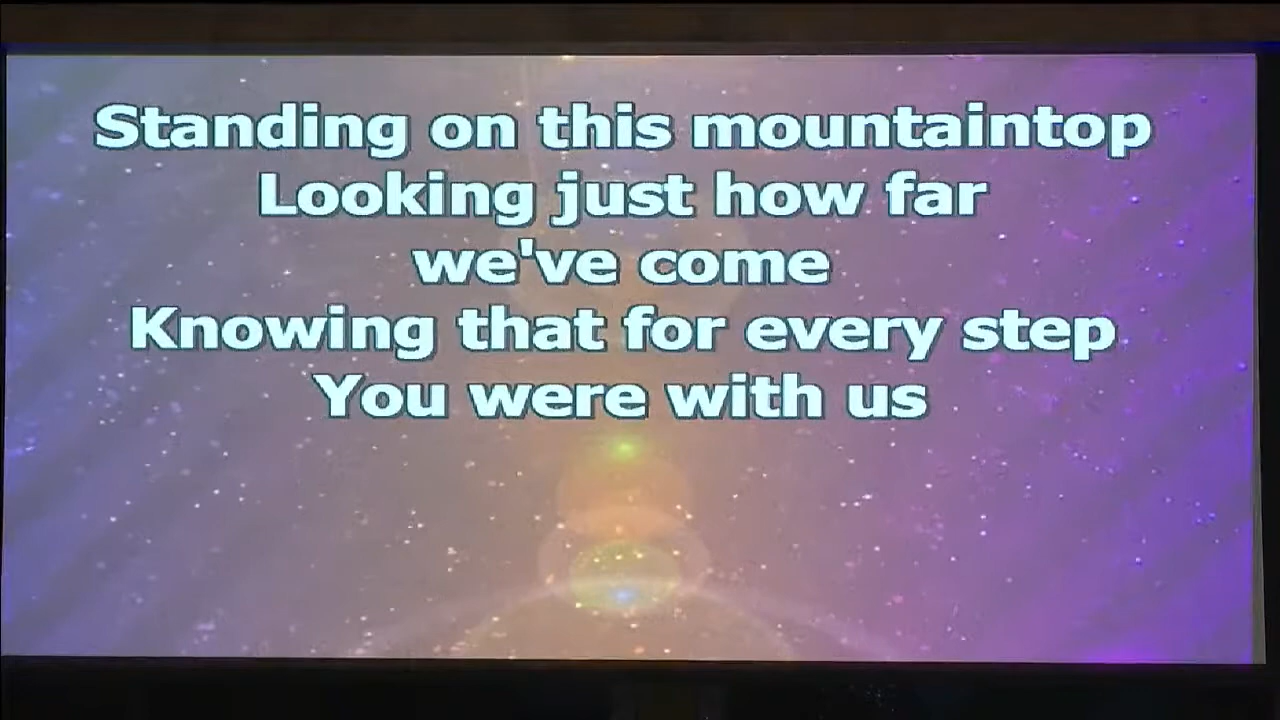 Standing on this mountaintop
Looking just how far
we've come
Knowing that for every step
You were with us